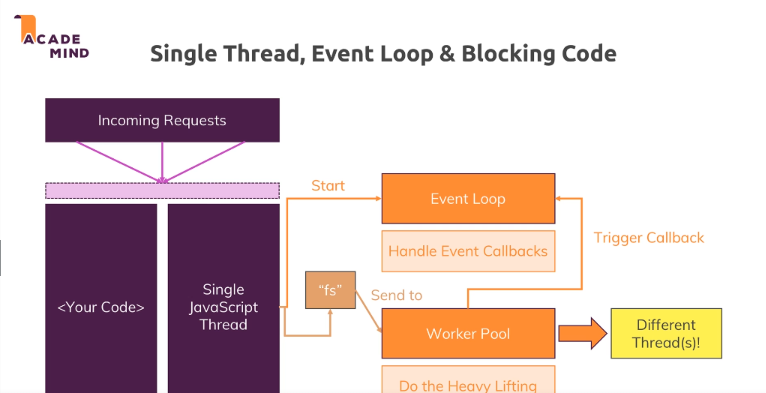 ACADE
MIND
Single Thread, Event Loop & Blocking Code
Incoming Requests
Start
Event Loop
Handle Event Callbacks
Trigger Callback
<Your Code>
Single
JavaScript
Thread
“fs”
Send to
Worker Pool
Different
Thread(s)!
Do the Heavy Lifting